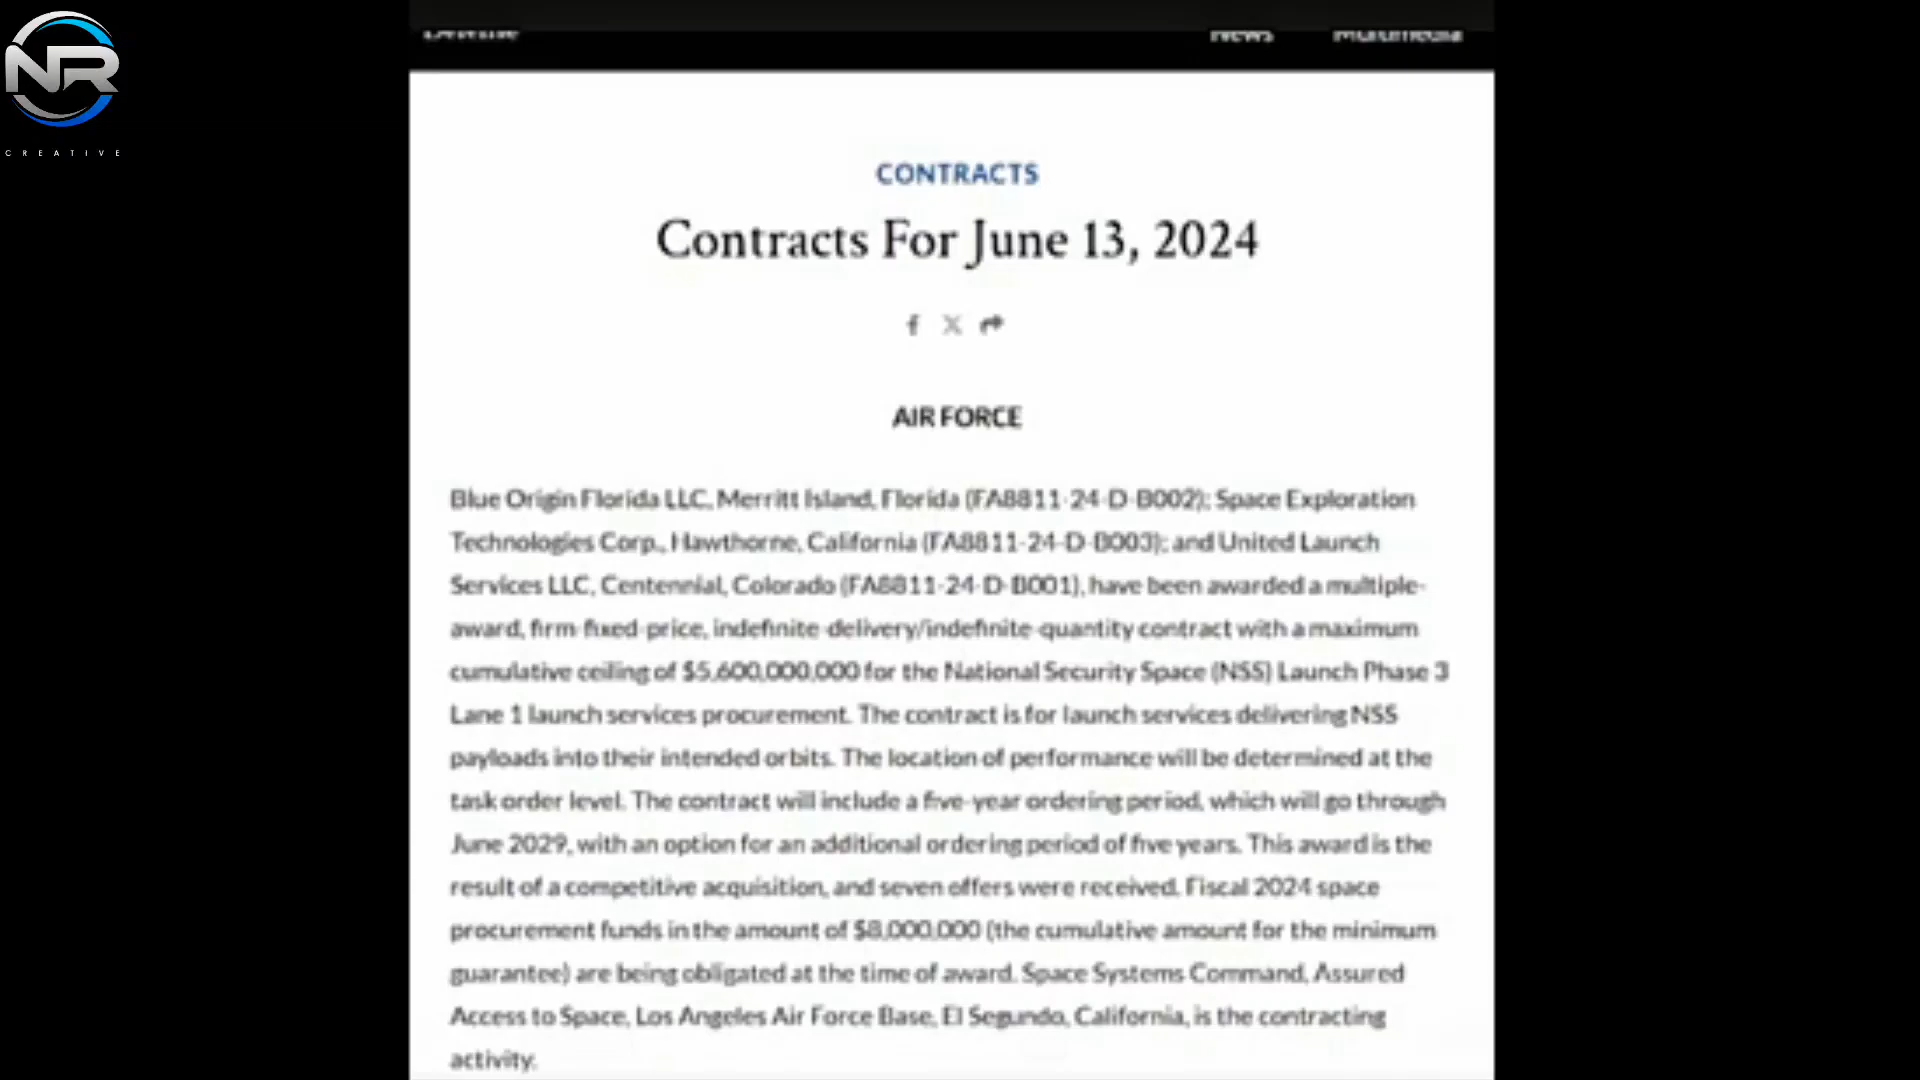 NR
CREATIVE
Defense
News
Multimedia
CONTRACTS
Contracts For June 13, 2024
AIR FORCE
Blue Origin Florida LLC, Merritt Island, Florida (FA8811-24-D-B002); Space Exploration
Technologies Corp., Hawthorne, California (FA8811-24-D-B003); and United Launch
Services LLC, Centennial, Colorado (FA8811-24-D-B001), have been awarded a multiple-
award, firm-fixed-price, indefinite-delivery/indefinite-quantity contract with a maximum
cumulative ceiling of $5,600,000,000 for the National Security Space (NSS) Launch Phase 3
Lane 1 launch services procurement. The contract is for launch services delivering NSS
payloads into their intended orbits. The location of performance will be determined at the
task order level. The contract will include a five-year ordering period, which will go through
June 2029, with an option for an additional ordering period of five years. This award is the
result of a competitive acquisition, and seven offers were received. Fiscal 2024 space
procurement funds in the amount of $8,000,000 (the cumulative amount for the minimum
guarantee) are being obligated at the time of award. Space Systems Command, Assured
Access to Space, Los Angeles Air Force Base, El Segundo, California, is the contracting
activity.